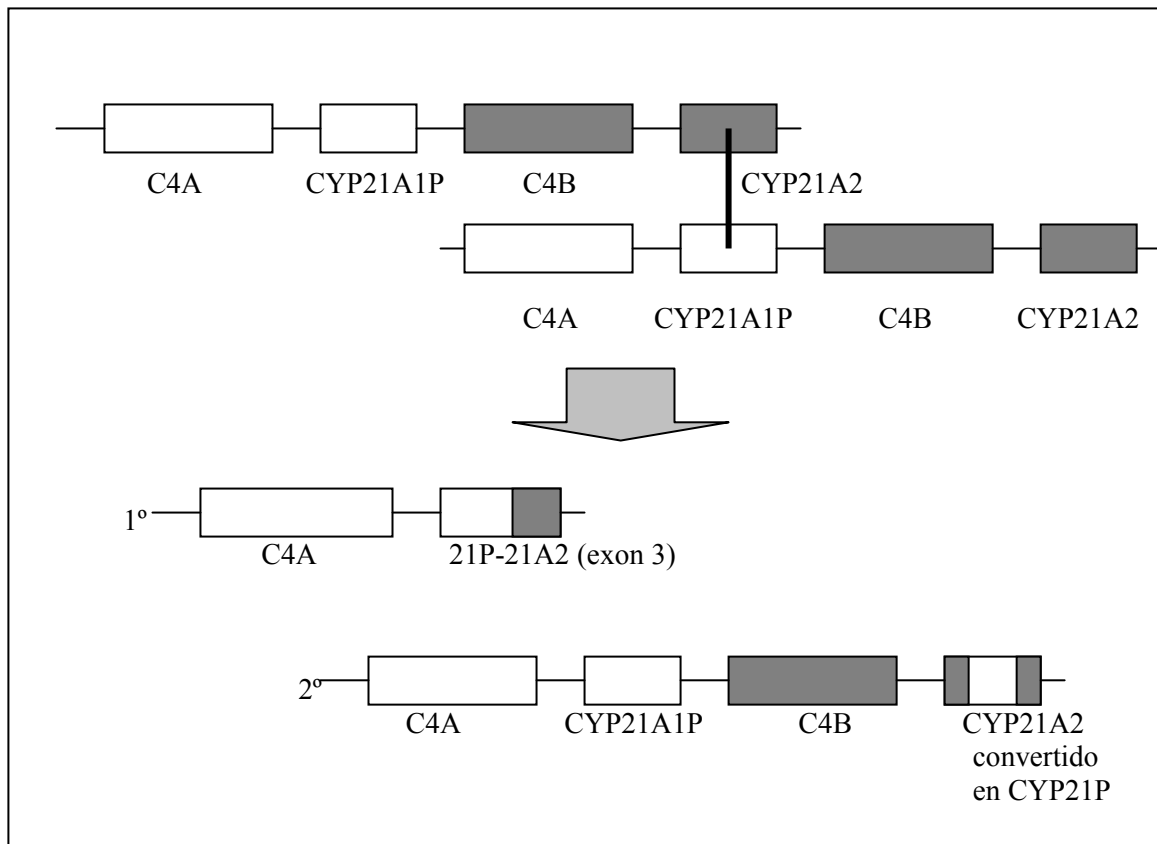 C4A CYP21A1P C4B CYP21A2
C4A CYP21A1P C4B CYP21A2
1º
C4A 21P-21A2 (exon 3)
2º
C4A CYP21A1P C4B CYP21A2
convertido
en CYP21P